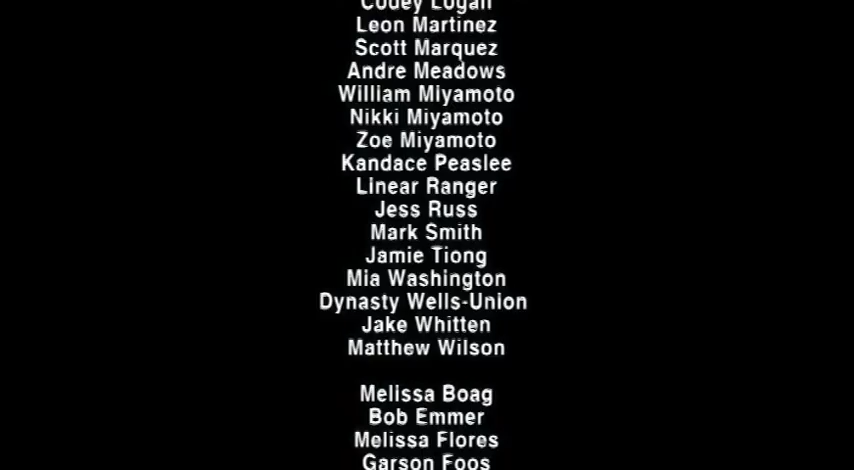 Codey Logan
Leon Martinez
Scott Marquez
Andre Meadows
William Miyamoto
Nikki Miyamoto
Zoe Miyamoto
Kandace Peaslee
Linear Ranger
Jess Russ
Mark Smith
Jamie Tiong
Mia Washington
Dynasty Wells-Union
Jake Whitten
Matthew Wilson
Melissa Boag
Bob Emmer
Melissa Flores
Garson Foos